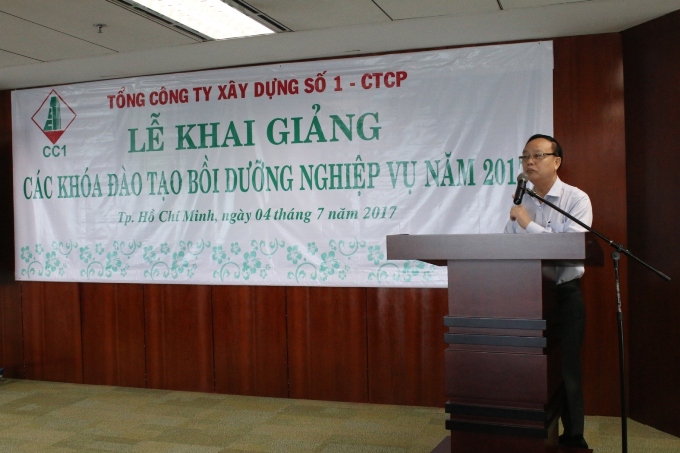 TỔNG CÔNG TY XÂY DỰNG SỐ 1 - CTCP
CC1
LỄ KHAI GIẢNG
CÁC KHÓA ĐÀO TẠO BỒI DƯỠNG NGHIỆP VỤ NĂM 201
Tp. Hồ Chí Minh, ngày 04 tháng 7 năm 2017